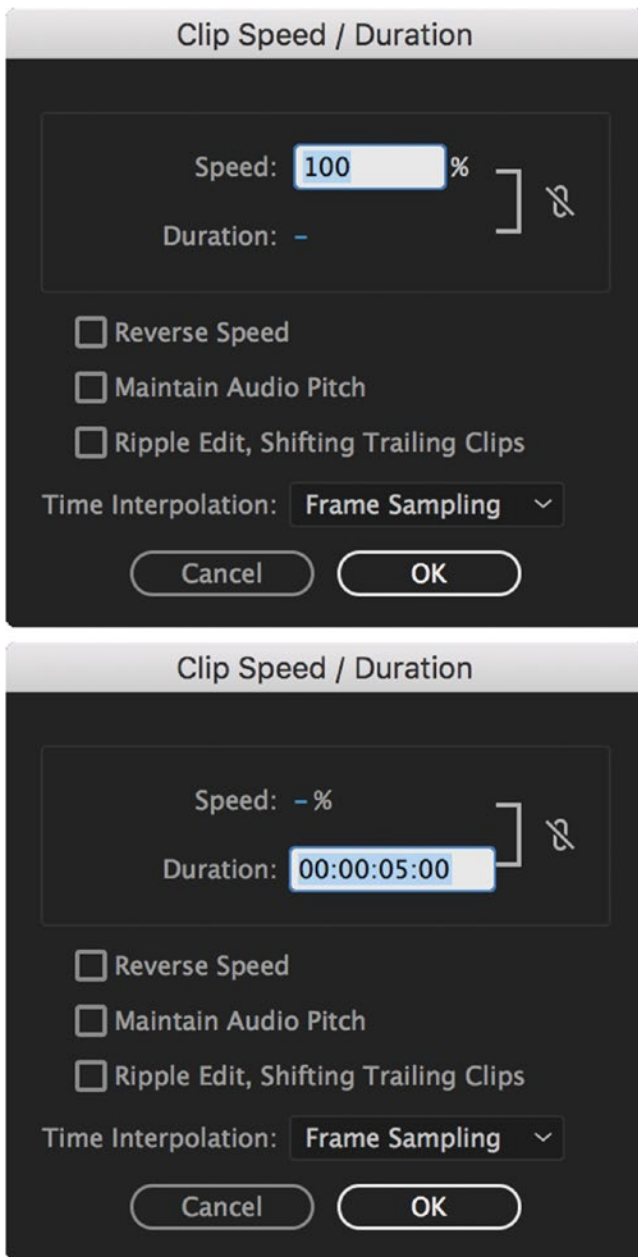 Clip Speed / Duration
Speed: 100 %
Duration: –
Reverse Speed
Maintain Audio Pitch
Ripple Edit, Shifting Trailing Clips
Time Interpolation: Frame Sampling
Cancel OK
Clip Speed / Duration
Speed: – %
Duration: 00:00:05:00
Reverse Speed
Maintain Audio Pitch
Ripple Edit, Shifting Trailing Clips
Time Interpolation: Frame Sampling
Cancel OK